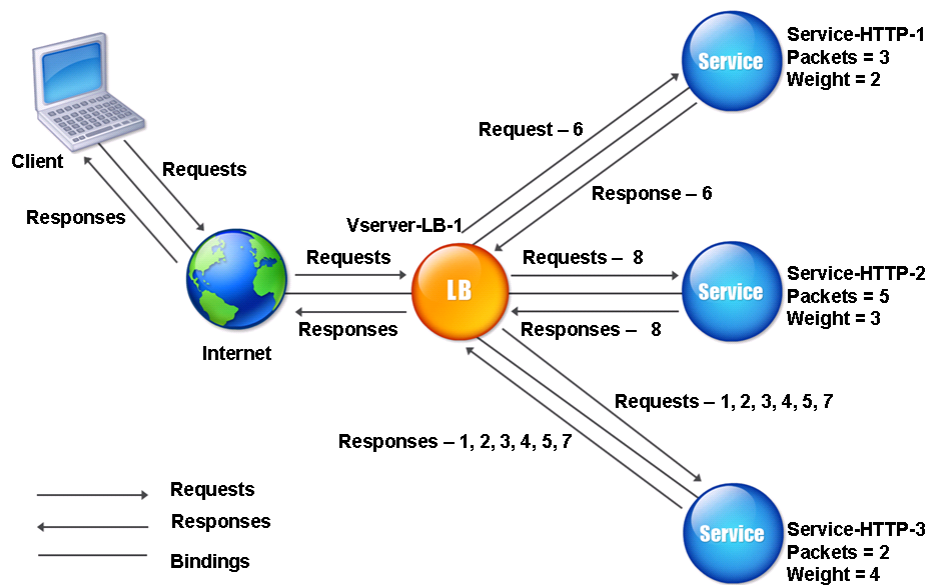 Service
Service-HTTP-1
Packets = 3
Weight = 2
Client
Requests
Responses
Request – 6
Response – 6
Vserver-LB-1
Requests
LB
Responses
Internet
Requests – 8
Responses – 8
Service
Service-HTTP-2
Packets = 5
Weight = 3
Requests – 1, 2, 3, 4, 5, 7
Responses – 1, 2, 3, 4, 5, 7
Service
Service-HTTP-3
Packets = 2
Weight = 4
Requests
Responses
Bindings